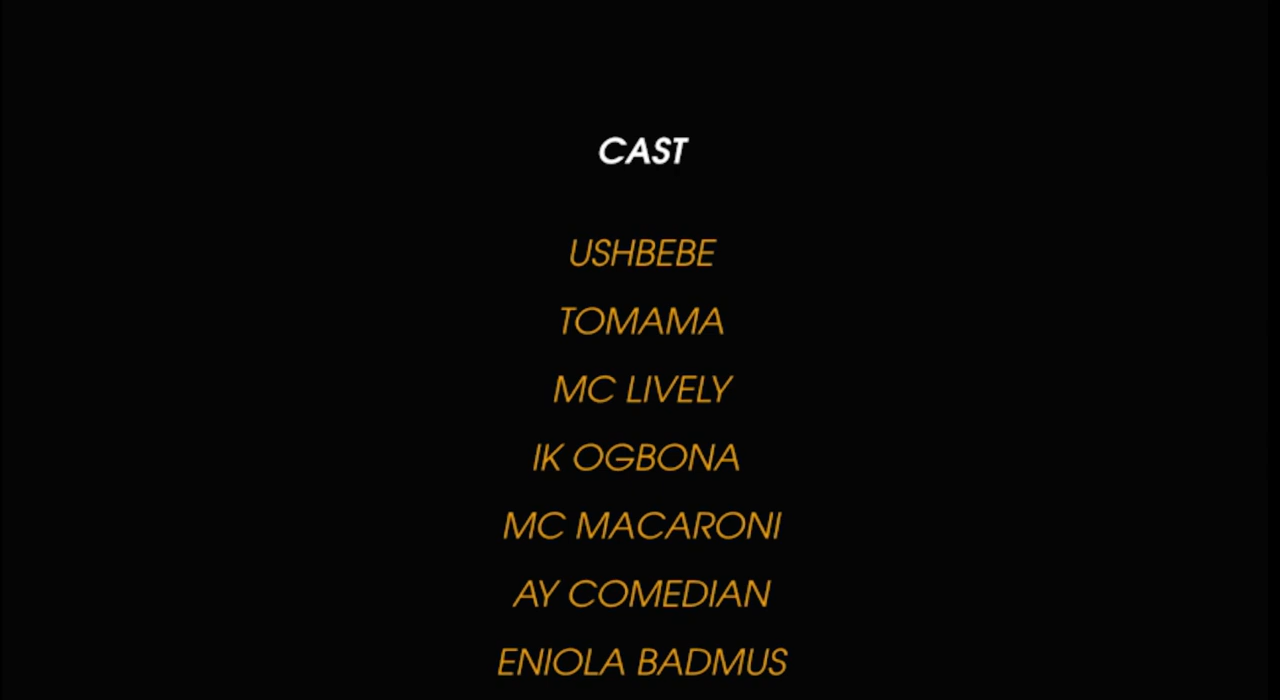 CAST
USHBEBE
TOMAMA
MC LIVELY
IK OGBONA
MC MACARONI
AY COMEDIAN
ENIOLA BADMUS